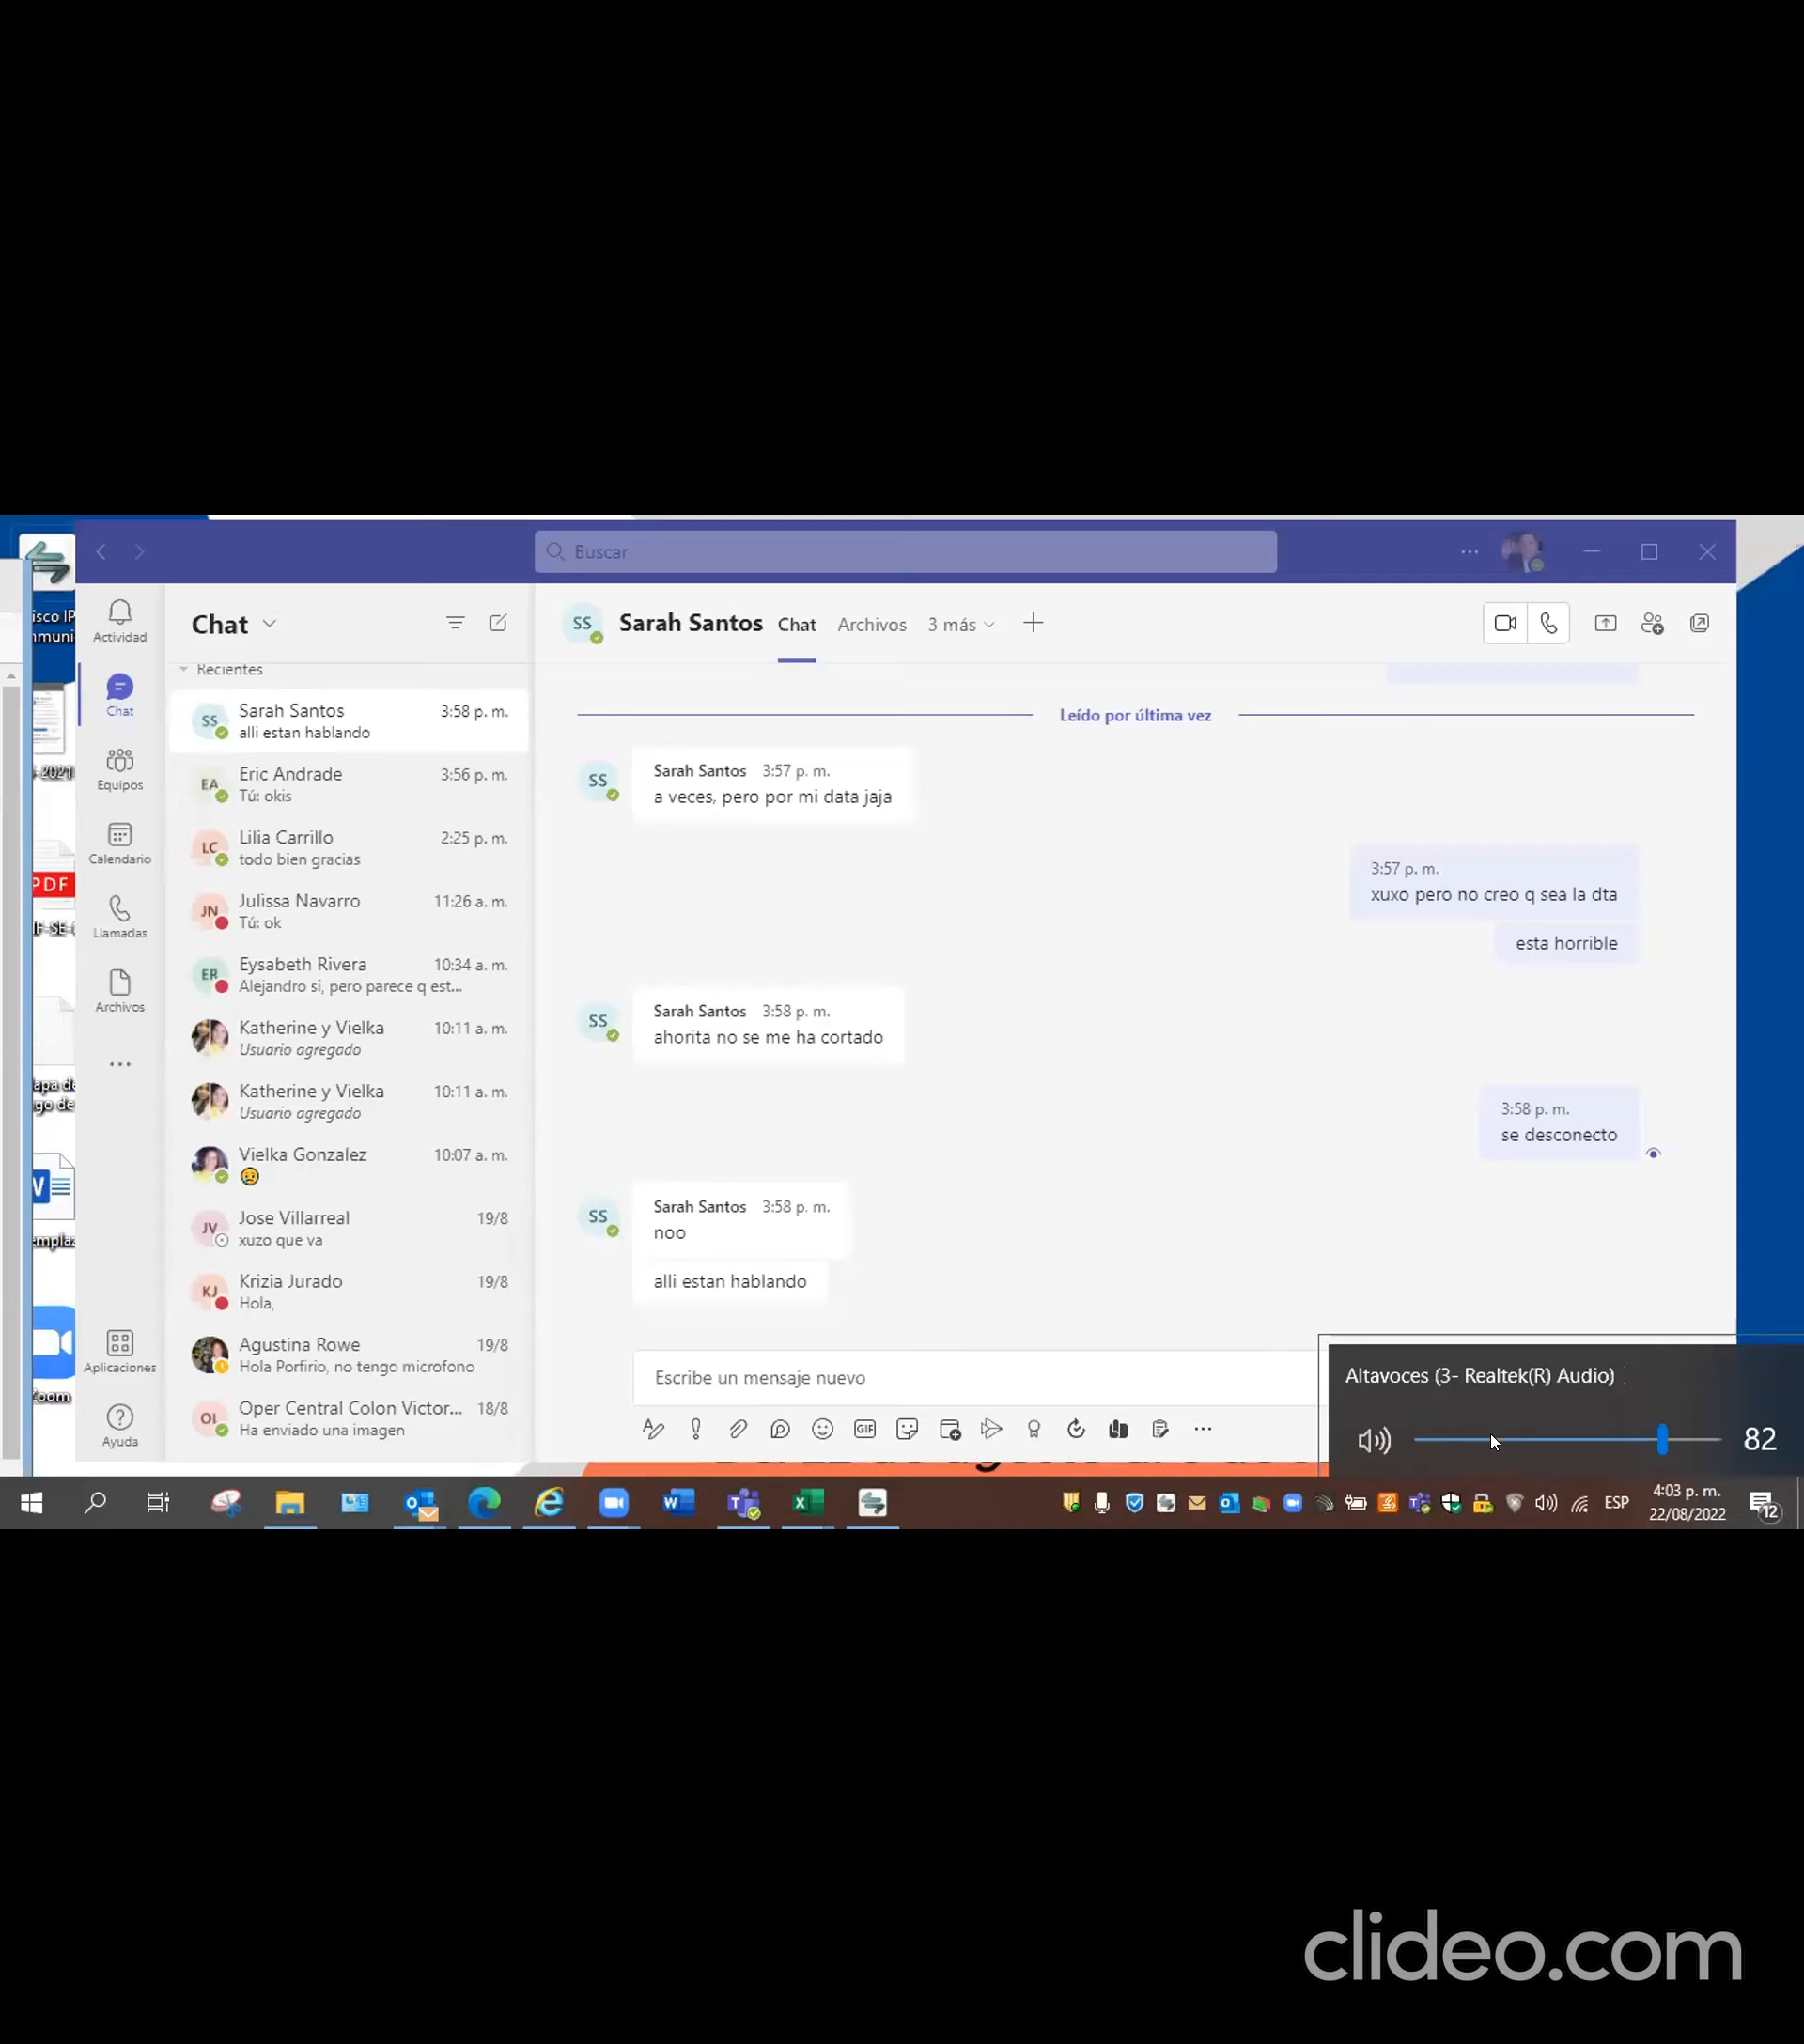 Buscar
Chat
Sarah Santos
Chat
Archivos
3 más
Actividad
Chat
Equipos
Calendario
Llamadas
Archivos
Aplicaciones
Ayuda
Recientes
Sarah Santos 3:58 p. m.
alli estan hablando
Eric Andrade 3:56 p. m.
Tú: okis
Lilia Carrillo 2:25 p. m.
todo bien gracias
Julissa Navarro 11:26 a. m.
Tú: ok
Eysabeth Rivera 10:34 a. m.
Alejandro si, pero parece q est...
Katherine y Vielka 10:11 a. m.
Usuario agregado
Katherine y Vielka 10:11 a. m.
Usuario agregado
Vielka Gonzalez 10:07 a. m.
Jose Villarreal 19/8
xuzo que va
Krizia Jurado 19/8
Hola,
Agustina Rowe 19/8
Hola Porfirio, no tengo microfono
Oper Central Colon Victor... 18/8
Ha enviado una imagen
Leído por última vez
Sarah Santos 3:57 p. m.
a veces, pero por mi data jaja
3:57 p. m.
xuxo pero no creo q sea la dta
esta horrible
Sarah Santos 3:58 p. m.
ahorita no se me ha cortado
3:58 p. m.
se desconecto
Sarah Santos 3:58 p. m.
noo
alli estan hablando
Escribe un mensaje nuevo
GIF
Altavoces (3- Realtek(R) Audio)
82
PDF
ESP
4:03 p. m.
22/08/2022
12
clideo.com